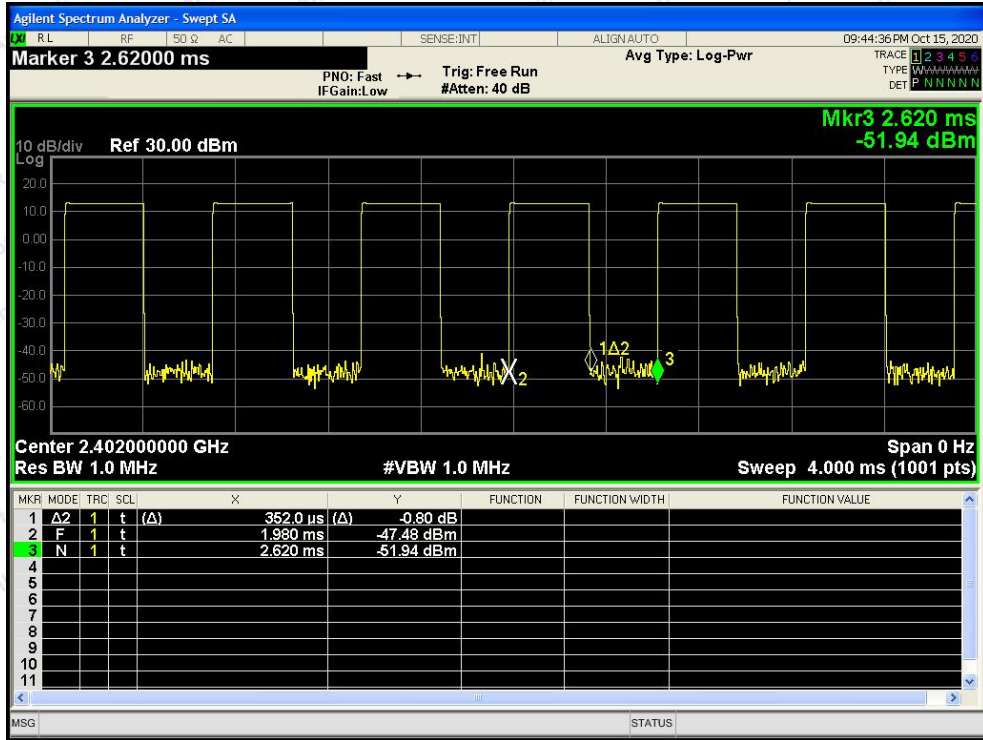 Agilent Spectrum Analyzer - Swept SA
LXI RL RF 50 Ω AC SENSE:INT ALIGN AUTO 09:44:36 PM Oct 15, 2020
Marker 3 2.62000 ms Avg Type: Log-Pwr TRACE 1 2 3 4 5 6
PNO: Fast Trig: Free Run TYPE WWWWWW
IFGain:Low #Atten: 40 dB DET P N N N N N
Mkr3 2.620 ms
10 dB/div Ref 30.00 dBm -51.94 dBm
Log
20.0
10.0
0.00
-10.0
-20.0
-30.0
-40.0
1Δ2
3
-50.0
X2
-60.0
Center 2.402000000 GHz Span 0 Hz
Res BW 1.0 MHz #VBW 1.0 MHz Sweep 4.000 ms (1001 pts)
MKR MODE TRC SCL X Y FUNCTION FUNCTION WIDTH FUNCTION VALUE
1 Δ2 1 t (Δ) 352.0 µs (Δ) -0.80 dB
2 F 1 t 1.980 ms -47.48 dBm
3 N 1 t 2.620 ms -51.94 dBm
4
5
6
7
8
9
10
11
MSG STATUS